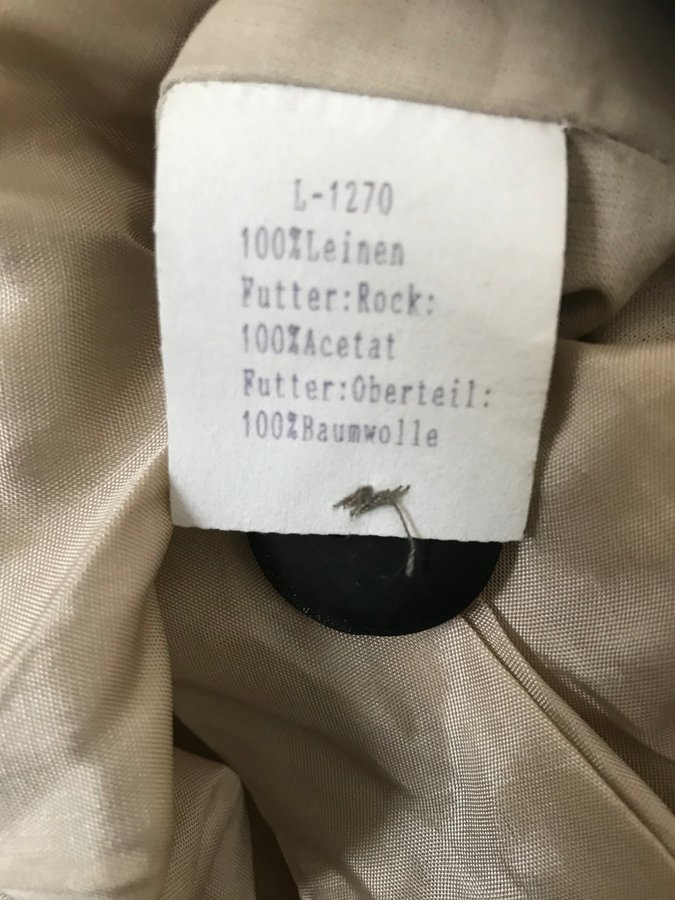 L-1270
100%Leinen
Futter:Rock:
100%Acetat
Futter:Oberteil:
100%Baumwolle